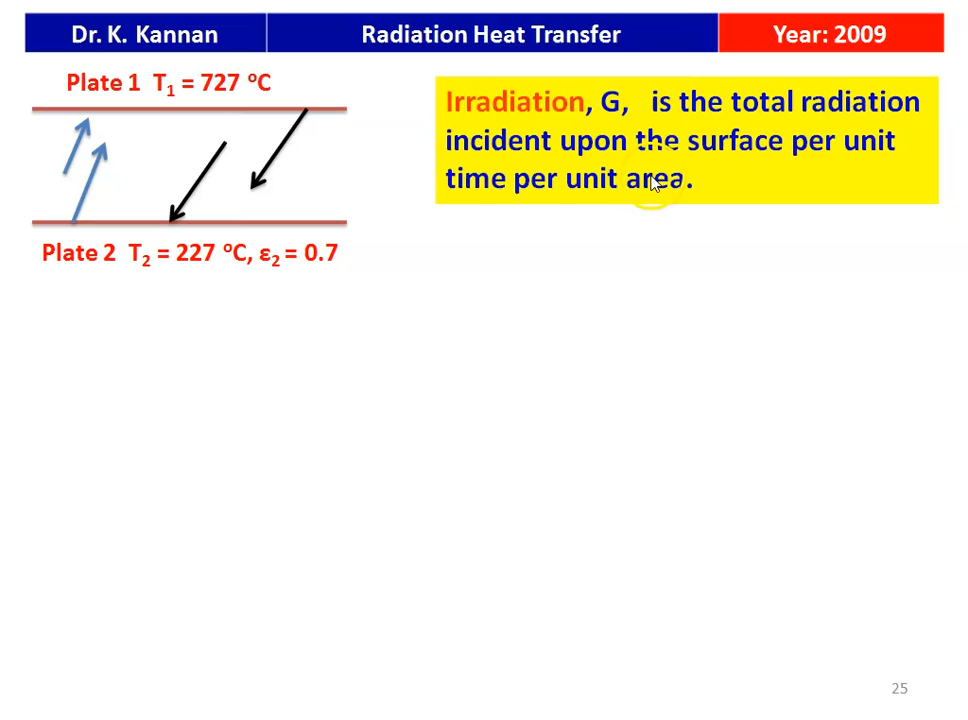 Dr. K. Kannan Radiation Heat Transfer Year: 2009
Plate 1 T₁ = 727 ᵒC
Irradiation, G, is the total radiation
incident upon the surface per unit
time per unit area.
Plate 2 T₂ = 227 ᵒC, ε₂ = 0.7
25